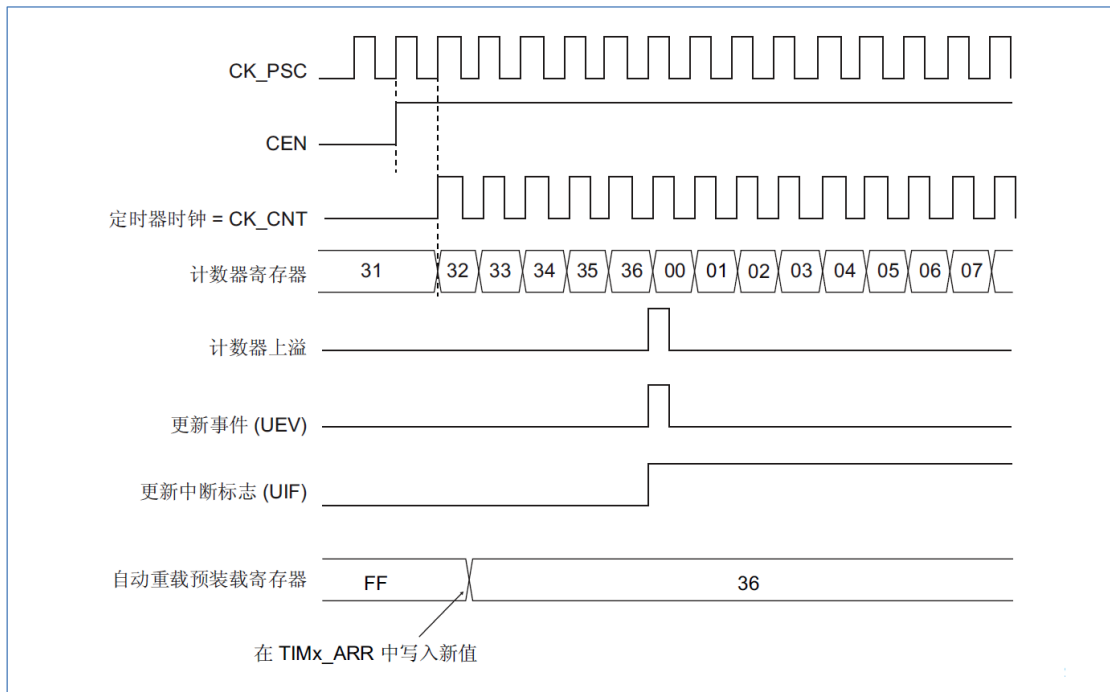 CK_PSC
CEN
定时器时钟 = CK_CNT
计数器寄存器 31 32 33 34 35 36 00 01 02 03 04 05 06 07
计数器上溢
更新事件 (UEV)
更新中断标志 (UIF)
自动重载预装载寄存器 FF 36
在 TIMx_ARR 中写入新值